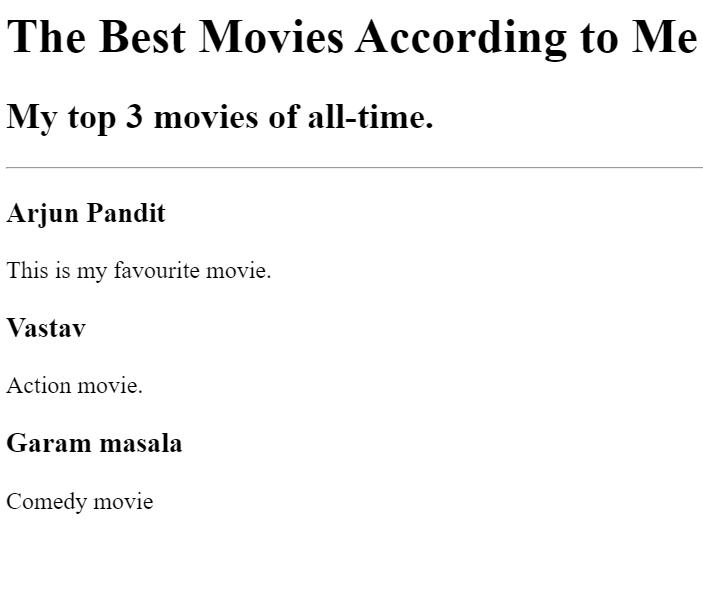 The Best Movies According to Me
My top 3 movies of all-time.
Arjun Pandit
This is my favourite movie.
Vastav
Action movie.
Garam masala
Comedy movie